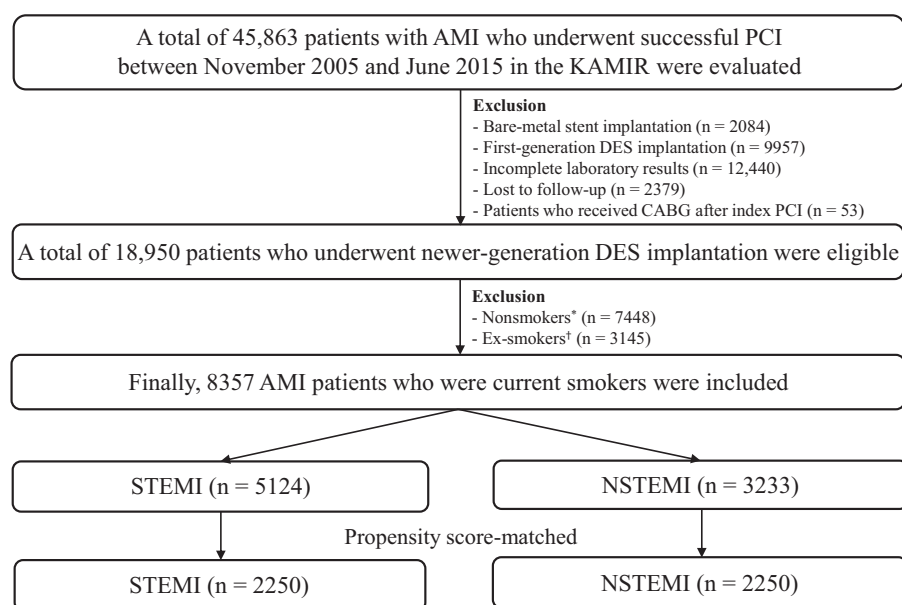 A total of 45,863 patients with AMI who underwent successful PCI
between November 2005 and June 2015 in the KAMIR were evaluated
Exclusion
- Bare-metal stent implantation (n = 2084)
- First-generation DES implantation (n = 9957)
- Incomplete laboratory results (n = 12,440)
- Lost to follow-up (n = 2379)
- Patients who received CABG after index PCI (n = 53)
A total of 18,950 patients who underwent newer-generation DES implantation were eligible
Exclusion
- Nonsmokers* (n = 7448)
- Ex-smokers† (n = 3145)
Finally, 8357 AMI patients who were current smokers were included
STEMI (n = 5124)
NSTEMI (n = 3233)
Propensity score-matched
STEMI (n = 2250)
NSTEMI (n = 2250)